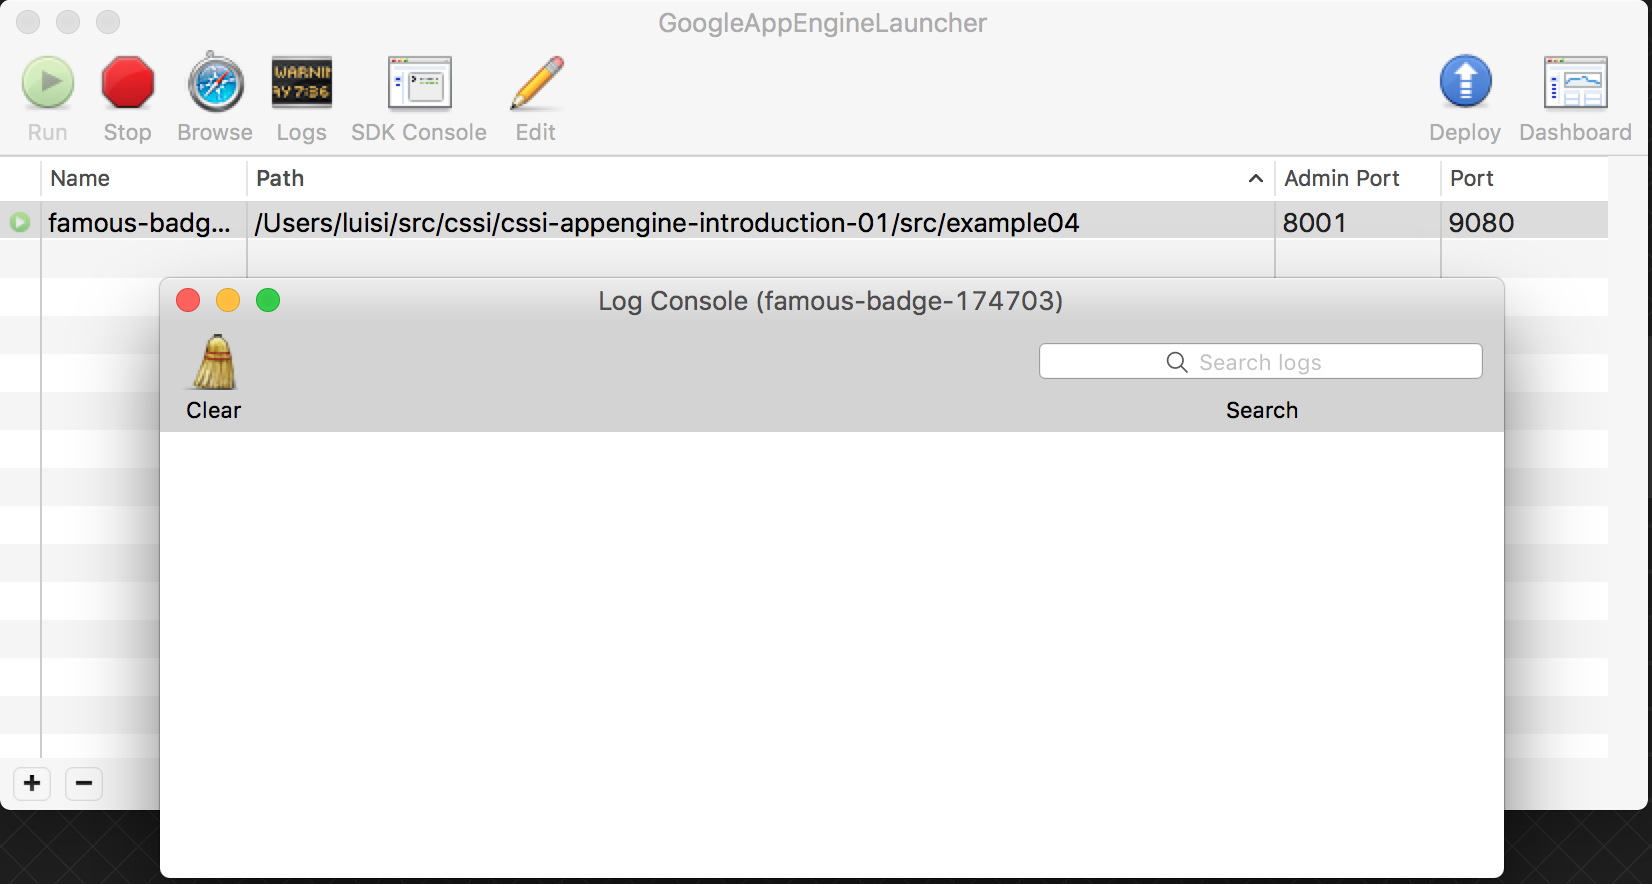 GoogleAppEngineLauncher
WARNIN
AY 7:36
Run Stop Browse Logs SDK Console Edit Deploy Dashboard
Name Path Admin Port Port
famous-badg... /Users/luisi/src/cssi/cssi-appengine-introduction-01/src/example04 8001 9080
Log Console (famous-badge-174703)
Search logs
Clear Search